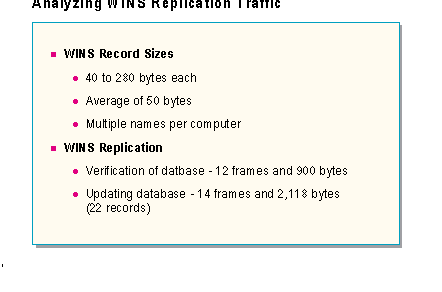 Analyzing WINS Replication Traffic
WINS Record Sizes
40 to 280 bytes each
Average of 50 bytes
Multiple names per computer
WINS Replication
Verification of datbase - 12 frames and 900 bytes
Updating database - 14 frames and 2,118 bytes
(22 records)